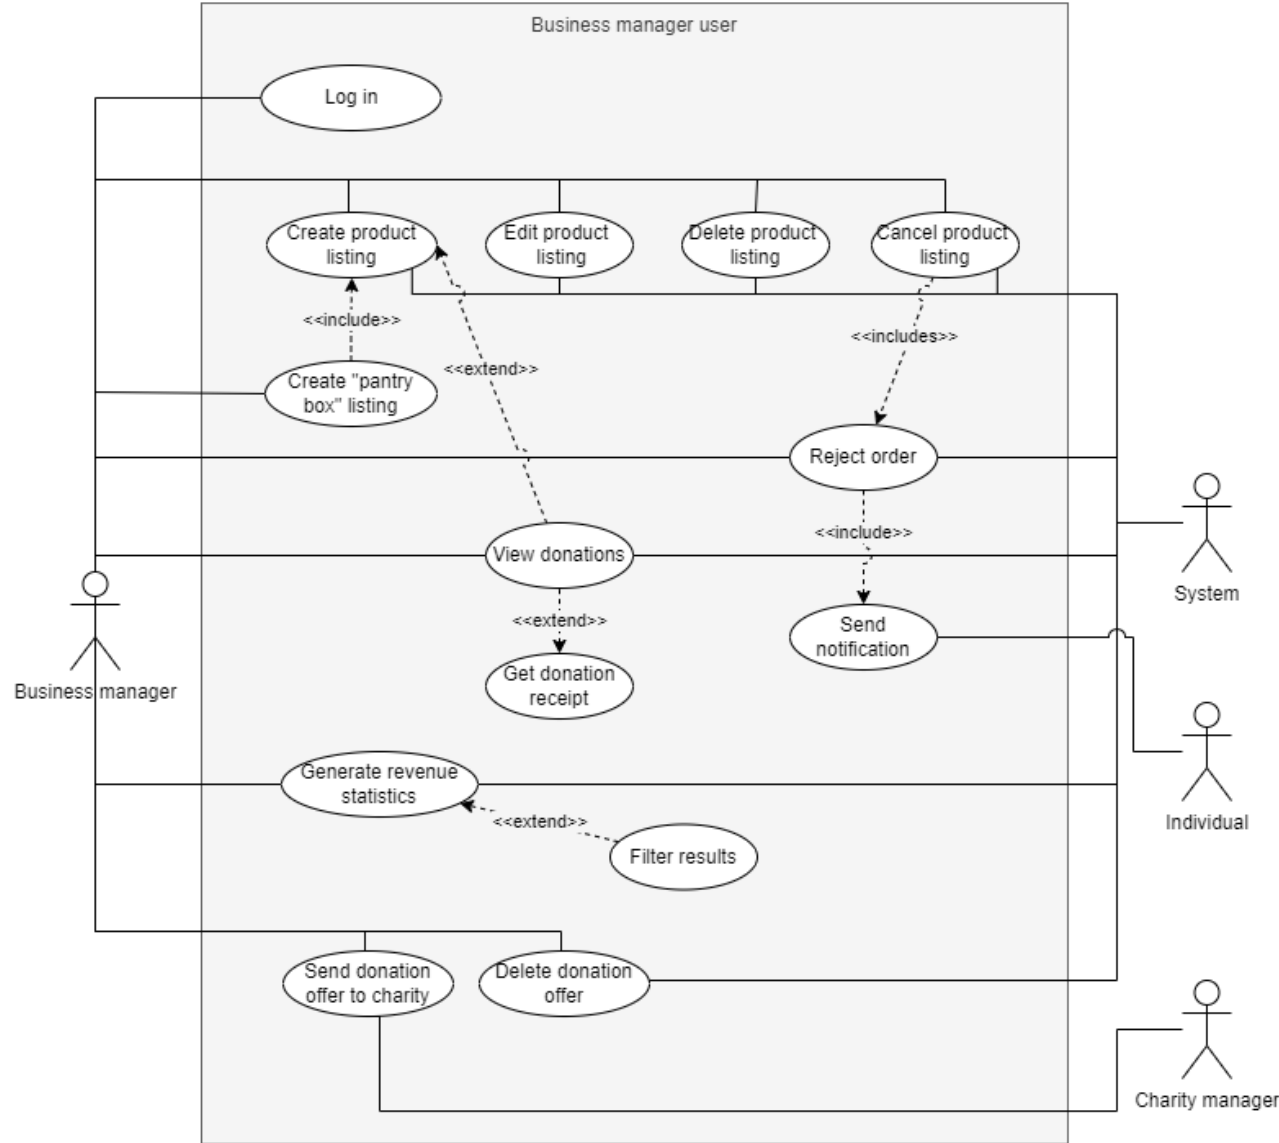 Business manager user
Log in
Create product
listing
Edit product
listing
Delete product
listing
Cancel product
listing
<<include>>
<<includes>>
<<extend>>
Create "pantry
box" listing
Reject order
<<include>>
View donations
System
<<extend>>
Send
notification
Get donation
receipt
Business manager
Generate revenue
statistics
<<extend>>
Individual
Filter results
Send donation
offer to charity
Delete donation
offer
Charity manager